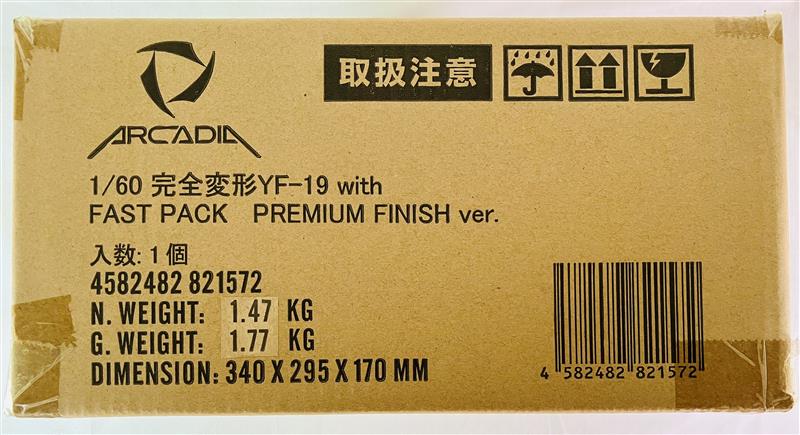 取扱注意
ARCADIA
1/60 完全変形YF-19 with
FAST PACK PREMIUM FINISH ver.
入数: 1個
4582482 821572
N. WEIGHT: 1.47 KG
G. WEIGHT: 1.77 KG
DIMENSION: 340 X 295 X 170 MM
4 582482 821572